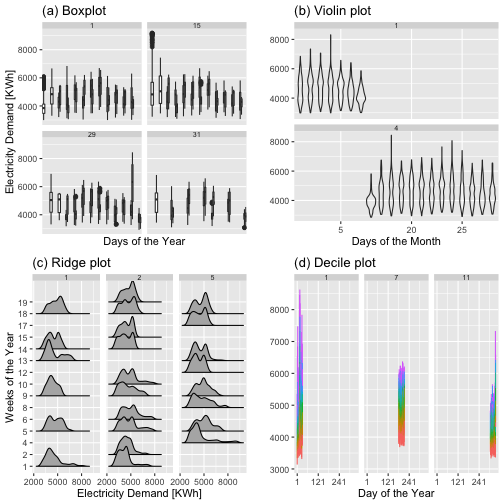 (a) Boxplot
1 15
8000
6000
4000
29 31
8000
6000
4000
Electricity Demand [KWh]
Days of the Year
(b) Violin plot
1
8000
6000
4000
4
8000
6000
4000
5 20 25
Days of the Month
(c) Ridge plot
1 2 5
19
18
17
15
14
13
12
10
9
8
6
5
4
2
1
Weeks of the Year
2000 5000 8000 2000 5000 8000 2000 5000 8000
Electricity Demand [KWh]
(d) Decile plot
1 7 11
8000
7000
6000
5000
4000
3000
1 121 241 1 121 241 1 121 241
Day of the Year